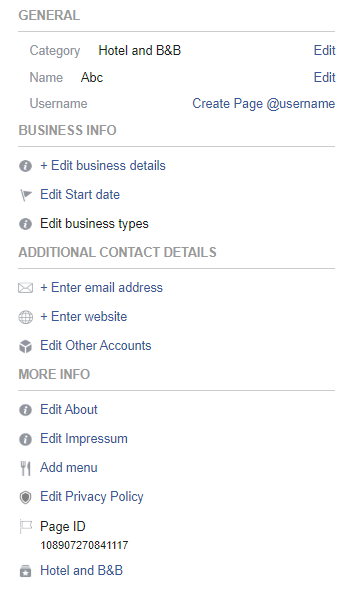 GENERAL
Category Hotel and B&B Edit
Name Abc Edit
Username Create Page @username
BUSINESS INFO
+ Edit business details
Edit Start date
Edit business types
ADDITIONAL CONTACT DETAILS
+ Enter email address
+ Enter website
Edit Other Accounts
MORE INFO
Edit About
Edit Impressum
Add menu
Edit Privacy Policy
Page ID
108907270841117
Hotel and B&B